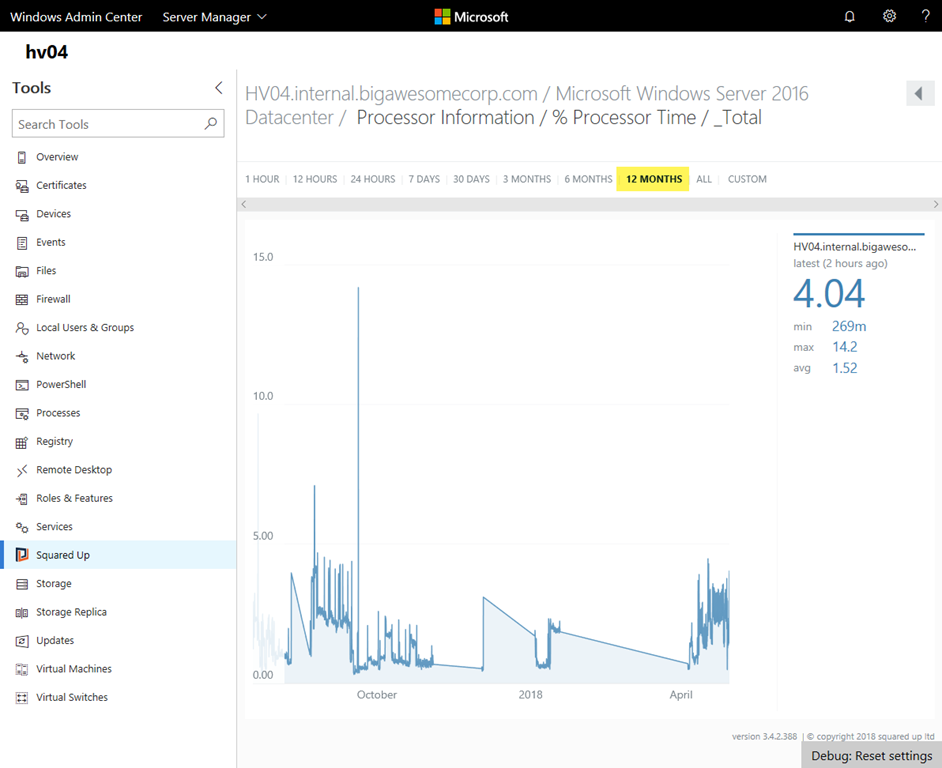 Windows Admin Center Server Manager Microsoft ?
hv04
Tools
Search Tools
Overview
Certificates
Devices
Events
Files
Firewall
Local Users & Groups
Network
PowerShell
Processes
Registry
Remote Desktop
Roles & Features
Services
Squared Up
Storage
Storage Replica
Updates
Virtual Machines
Virtual Switches
HV04.internal.bigawesomecorp.com / Microsoft Windows Server 2016
Datacenter / Processor Information / % Processor Time / _Total
1 HOUR 12 HOURS 24 HOURS 7 DAYS 30 DAYS 3 MONTHS 6 MONTHS 12 MONTHS ALL CUSTOM
15.0
10.0
5.00
0.00
October 2018 April
HV04.internal.bigaweso...
latest (2 hours ago)
4.04
min 269m
max 14.2
avg 1.52
version 3.4.2.388 | © copyright 2018 squared up ltd
Debug: Reset settings